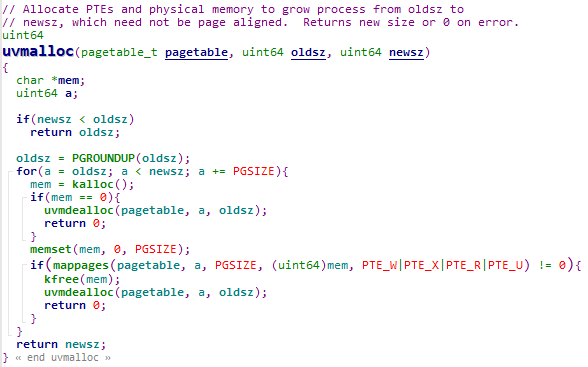 // Allocate PTEs and physical memory to grow process from oldsz to
// newsz, which need not be page aligned.  Returns new size or 0 on error.
uint64
uvmalloc(pagetable_t pagetable, uint64 oldsz, uint64 newsz)
{
  char *mem;
  uint64 a;

  if(newsz < oldsz)
    return oldsz;

  oldsz = PGROUNDUP(oldsz);
  for(a = oldsz; a < newsz; a += PGSIZE){
    mem = kalloc();
    if(mem == 0){
      uvmdealloc(pagetable, a, oldsz);
      return 0;
    }
    memset(mem, 0, PGSIZE);
    if(mappages(pagetable, a, PGSIZE, (uint64)mem, PTE_W|PTE_X|PTE_R|PTE_U) != 0){
      kfree(mem);
      uvmdealloc(pagetable, a, oldsz);
      return 0;
    }
  }
  return newsz;
} « end uvmalloc »